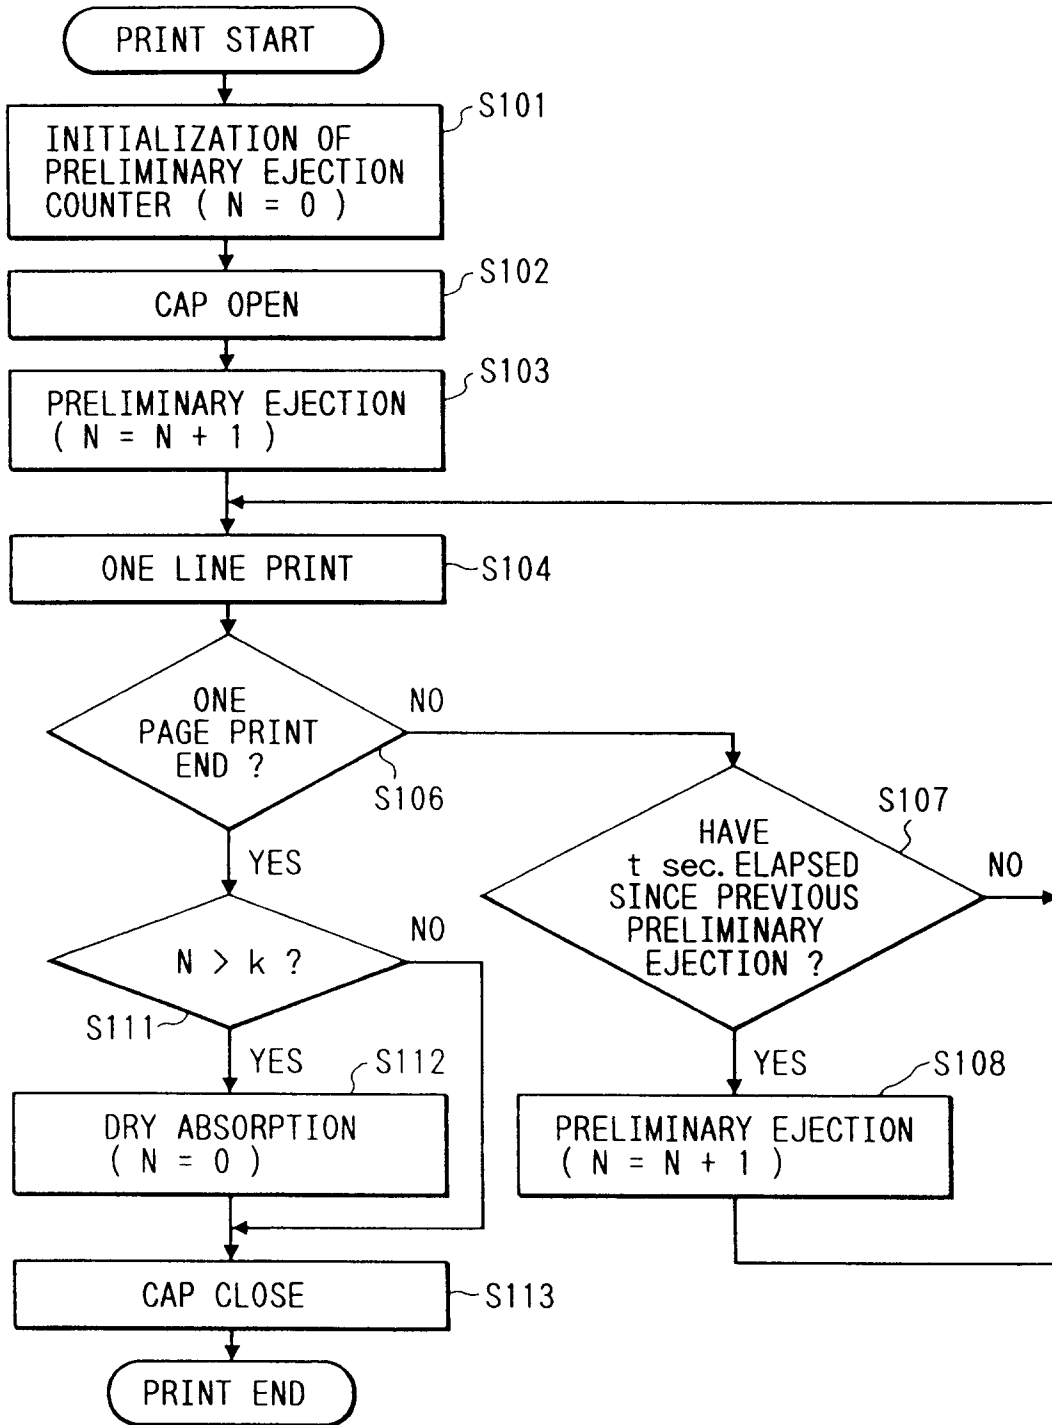 PRINT START
S101
INITIALIZATION OF
PRELIMINARY EJECTION
COUNTER ( N = 0 )
S102
CAP OPEN
S103
PRELIMINARY EJECTION
( N = N + 1 )
ONE LINE PRINT
S104
ONE
PAGE PRINT
END ?
NO
S106
YES
S107
HAVE
t sec. ELAPSED
SINCE PREVIOUS
PRELIMINARY
EJECTION ?
NO
N > k ?
NO
S111
YES
YES
S112
DRY ABSORPTION
( N = 0 )
S108
PRELIMINARY EJECTION
( N = N + 1 )
CAP CLOSE
S113
PRINT END